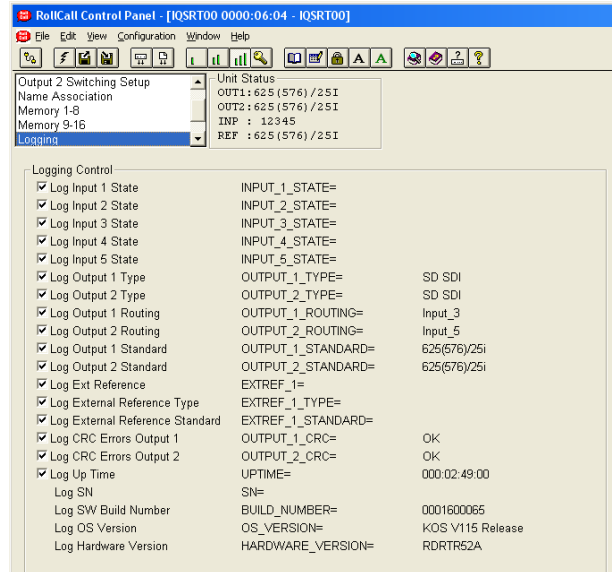 RollCall Control Panel - [IQSRT00 0000:06:04 - IQSRT00]
File Edit View Configuration Window Help
Output 2 Switching Setup
Name Association
Memory 1-8
Memory 9-16
Logging
Unit Status
OUT1:625(576)/25I
OUT2:625(576)/25I
INP : 12345
REF :625(576)/25I
Logging Control
Log Input 1 State INPUT_1_STATE=
Log Input 2 State INPUT_2_STATE=
Log Input 3 State INPUT_3_STATE=
Log Input 4 State INPUT_4_STATE=
Log Input 5 State INPUT_5_STATE=
Log Output 1 Type OUTPUT_1_TYPE= SD SDI
Log Output 2 Type OUTPUT_2_TYPE= SD SDI
Log Output 1 Routing OUTPUT_1_ROUTING= Input_3
Log Output 2 Routing OUTPUT_2_ROUTING= Input_5
Log Output 1 Standard OUTPUT_1_STANDARD= 625(576)/25i
Log Output 2 Standard OUTPUT_2_STANDARD= 625(576)/25i
Log Ext Reference EXTREF_1=
Log External Reference Type EXTREF_1_TYPE=
Log External Reference Standard EXTREF_1_STANDARD=
Log CRC Errors Output 1 OUTPUT_1_CRC= OK
Log CRC Errors Output 2 OUTPUT_2_CRC= OK
Log Up Time UPTIME= 000:02:49:00
Log SN SN=
Log SW Build Number BUILD_NUMBER= 0001600065
Log OS Version OS_VERSION= KOS V115 Release
Log Hardware Version HARDWARE_VERSION= RDRTR52A